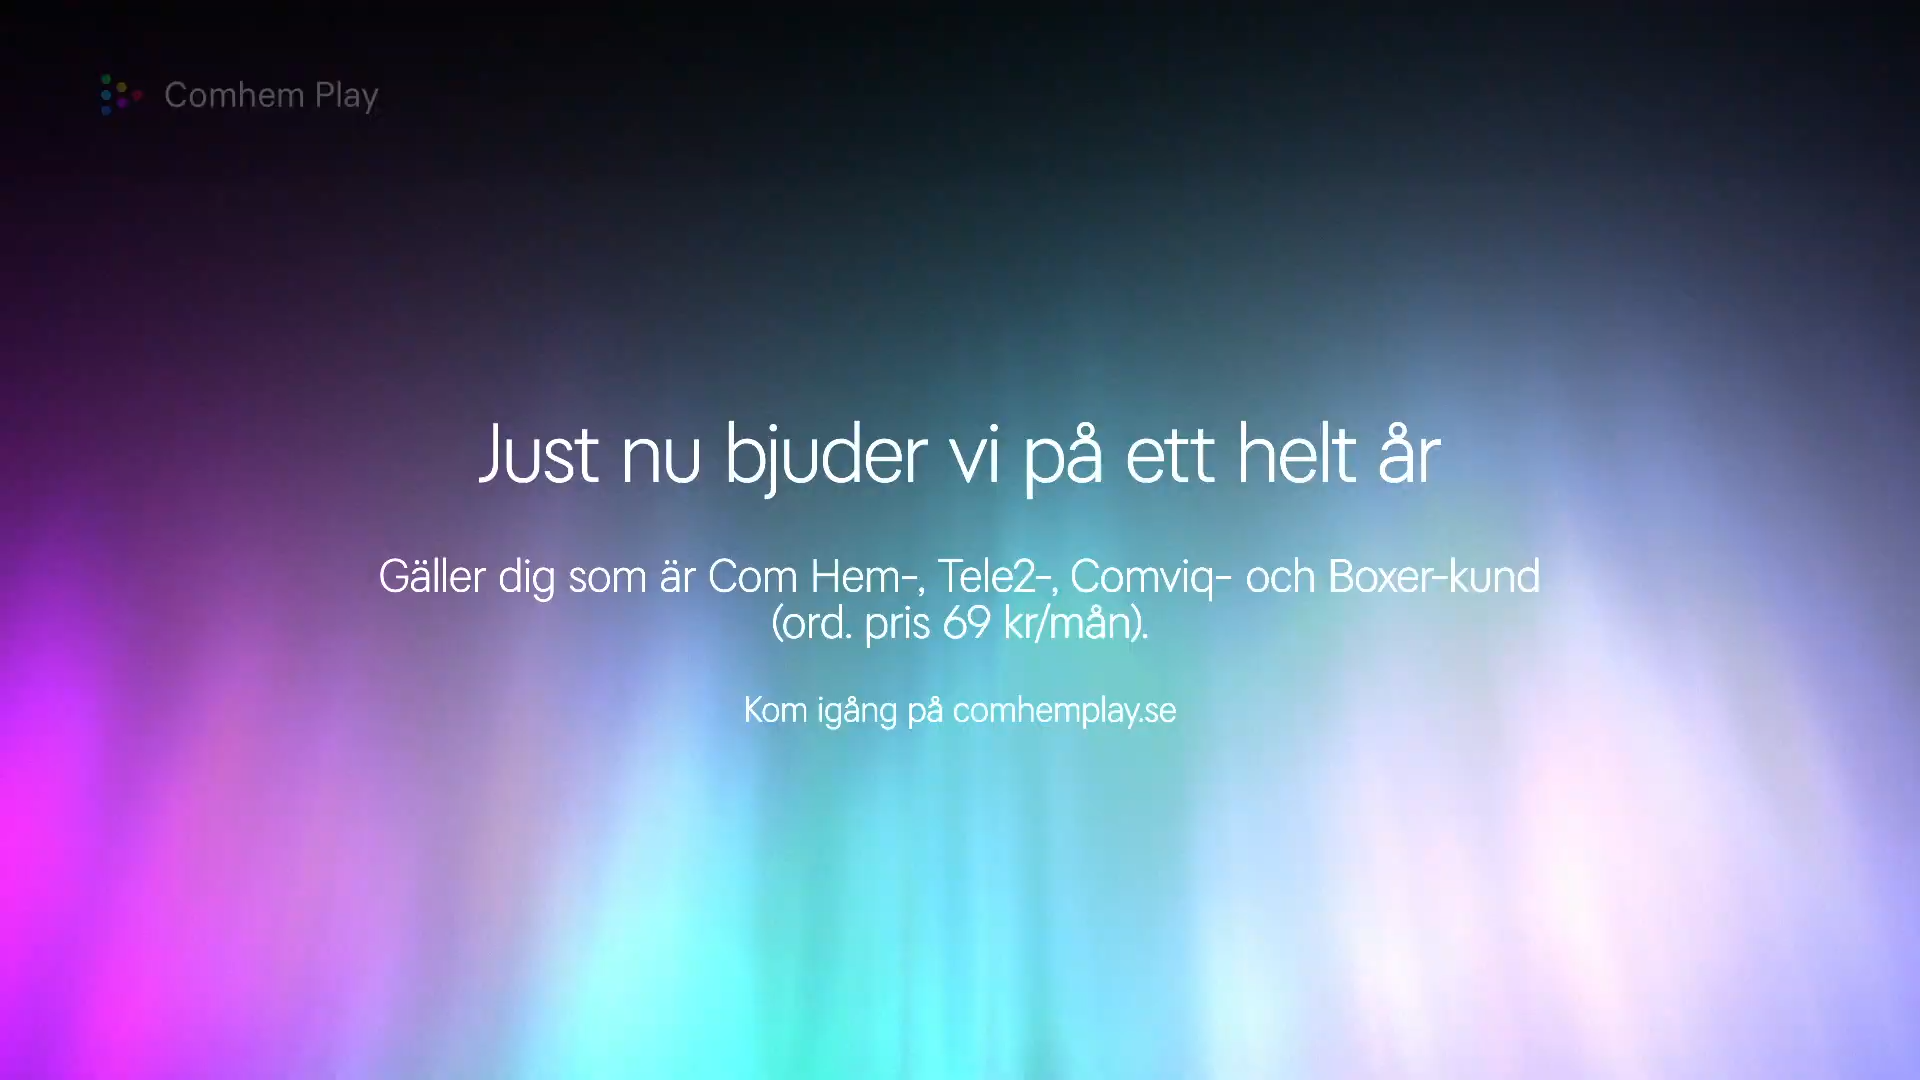 Comhem Play
Just nu bjuder vi på ett helt år
Gäller dig som är Com Hem-, Tele2-, Comviq- och Boxer-kund
(ord. pris 69 kr/mån).
Kom igång på comhemplay.se